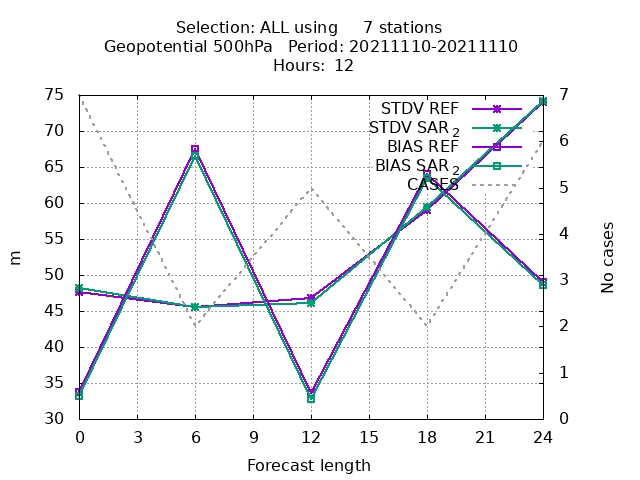 Selection: ALL using     7 stations
Geopotential 500hPa   Period: 20211110-20211110
Hours: 12
75
70
65
60
55
50
45
40
35
30
m
7
6
5
4
3
2
1
0
No cases
STDV REF
STDV SAR 2
BIAS REF
BIAS SAR 2
CASES
0 3 6 9 12 15 18 21 24
Forecast length